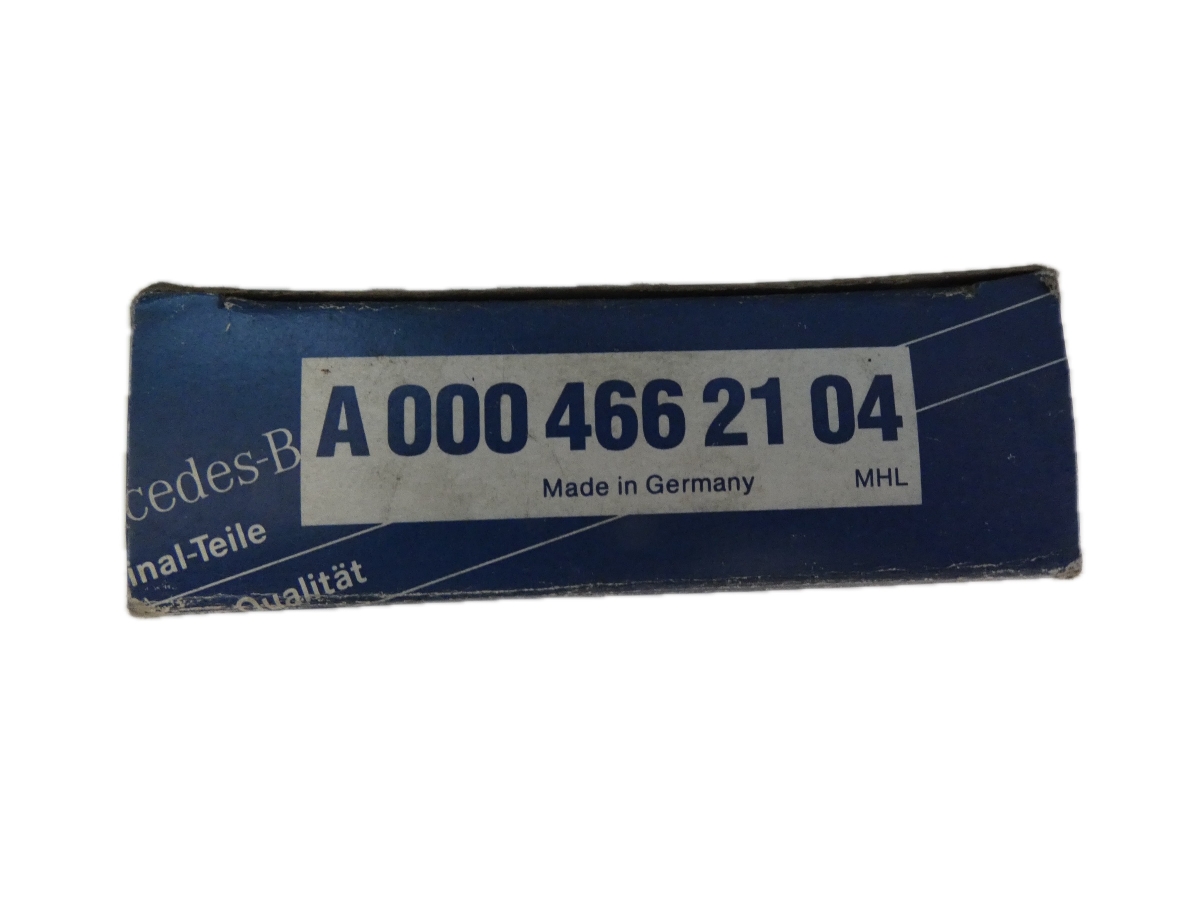 A 000 466 21 04
Made in Germany MHL
cedes-B
inal-Teile
Qualität